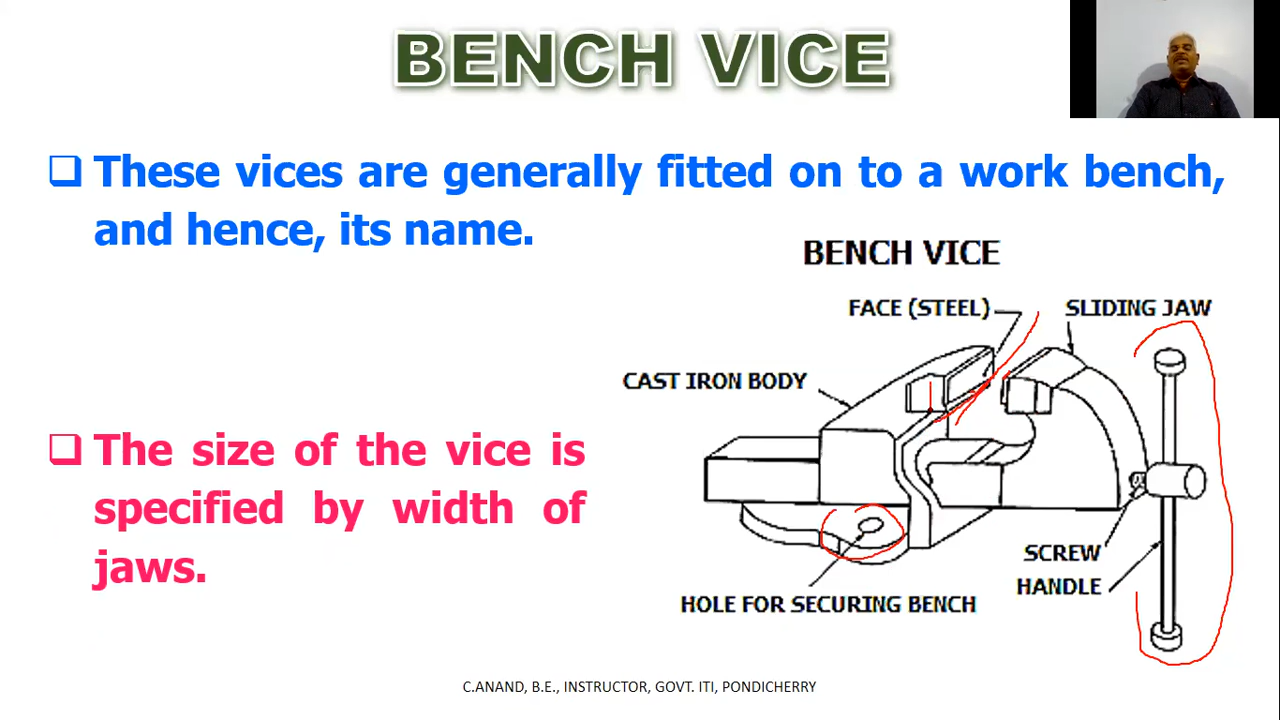 BENCH VICE
❑ These vices are generally fitted on to a work bench,
and hence, its name.
BENCH VICE
FACE (STEEL)
SLIDING JAW
CAST IRON BODY
❑ The size of the vice is
specified by width of
jaws.
SCREW
HANDLE
HOLE FOR SECURING BENCH
C.ANAND, B.E., INSTRUCTOR, GOVT. ITI, PONDICHERRY